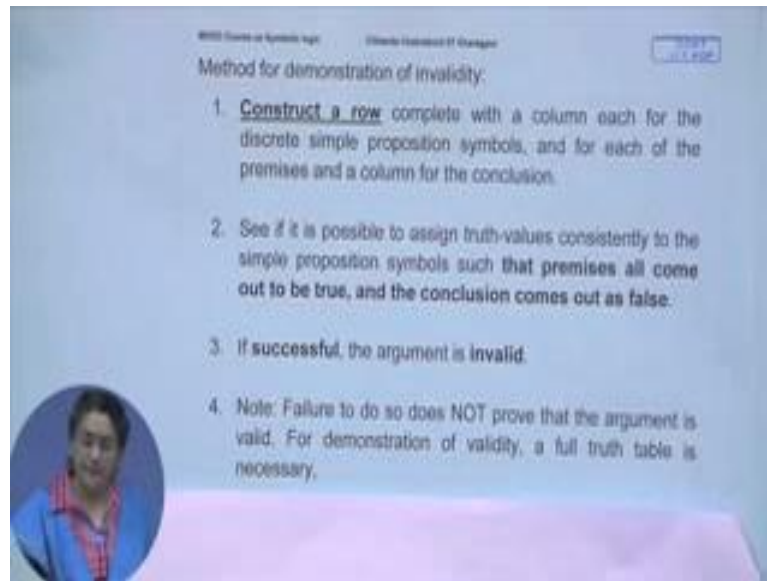 Course on Symbolic logic
Method for demonstration of invalidity:
1. Construct a row complete with a column each for the
discrete simple proposition symbols, and for each of the
premises and a column for the conclusion.
2. See if it is possible to assign truth-values consistently to the
simple proposition symbols such that premises all come
out to be true, and the conclusion comes out as false.
3. If successful, the argument is invalid.
4. Note: Failure to do so does NOT prove that the argument is
valid. For demonstration of validity, a full truth table is
necessary.